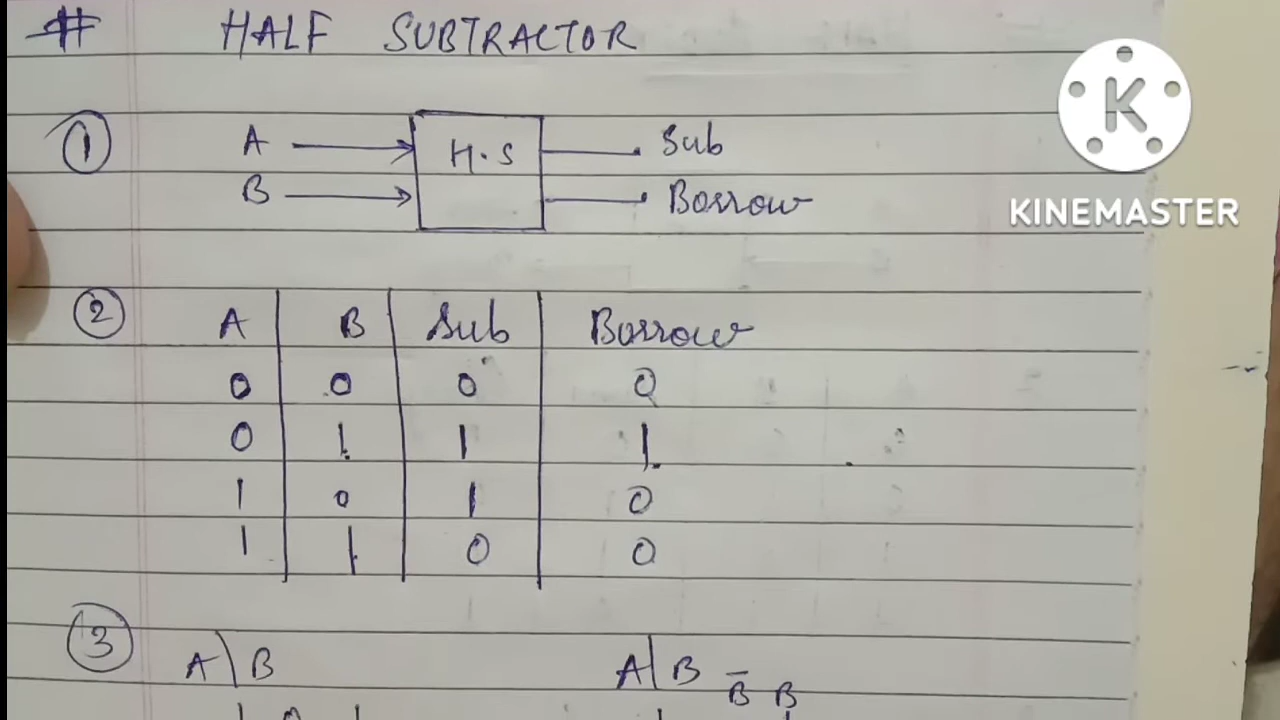 # HALF SUBTRACTOR
① A H.S Sub
B Borrow
KINEMASTER
② A B Sub Borrow
0 0 0 0
0 1 1 1
1 0 1 0
1 1 0 0
③ A\B A|B B̅ B